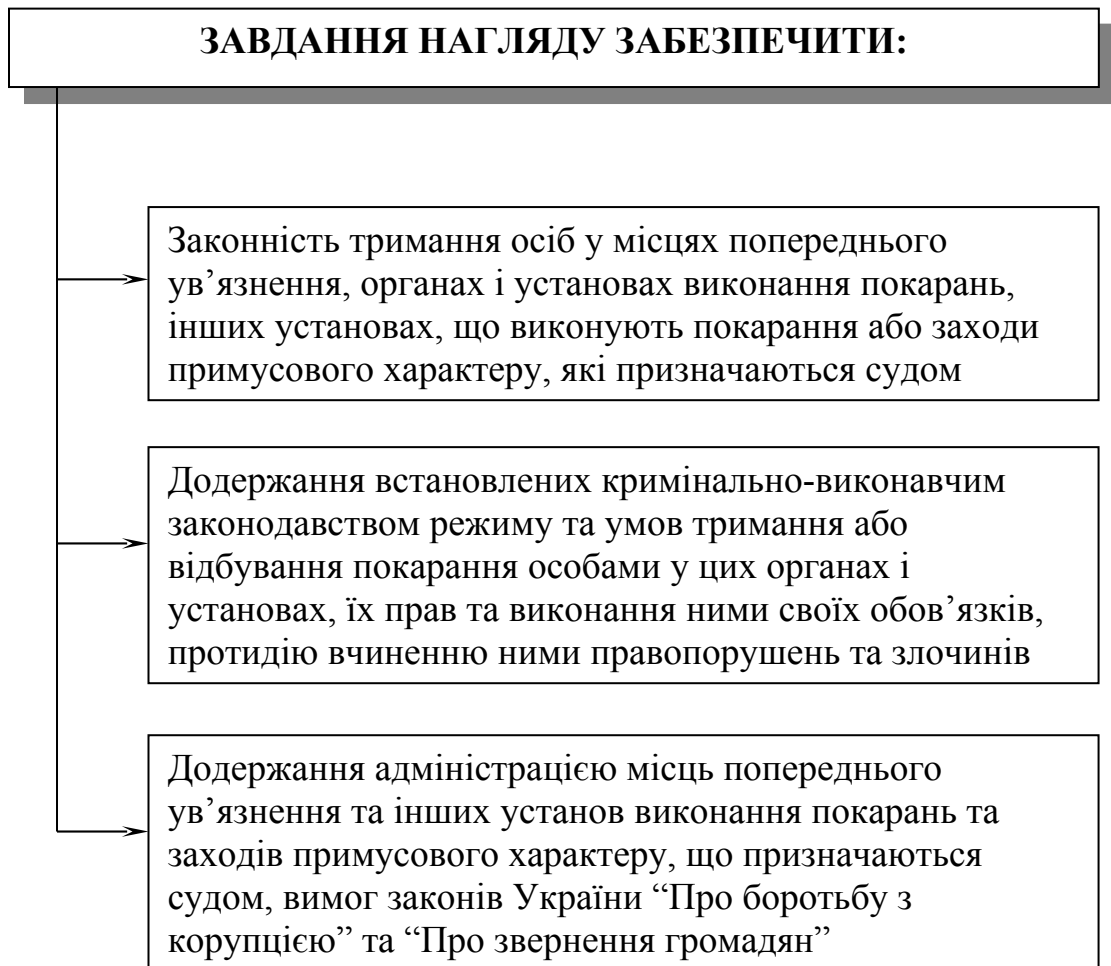 ЗАВДАННЯ НАГЛЯДУ ЗАБЕЗПЕЧИТИ:
Законність тримання осіб у місцях попереднього
ув’язнення, органах і установах виконання покарань,
інших установах, що виконують покарання або заходи
примусового характеру, які призначаються судом
Додержання встановлених кримінально-виконавчим
законодавством режиму та умов тримання або
відбування покарання особами у цих органах і
установах, їх прав та виконання ними своїх обов’язків,
протидію вчиненню ними правопорушень та злочинів
Додержання адміністрацією місць попереднього
ув’язнення та інших установ виконання покарань та
заходів примусового характеру, що призначаються
судом, вимог законів України “Про боротьбу з
корупцією” та “Про звернення громадян”